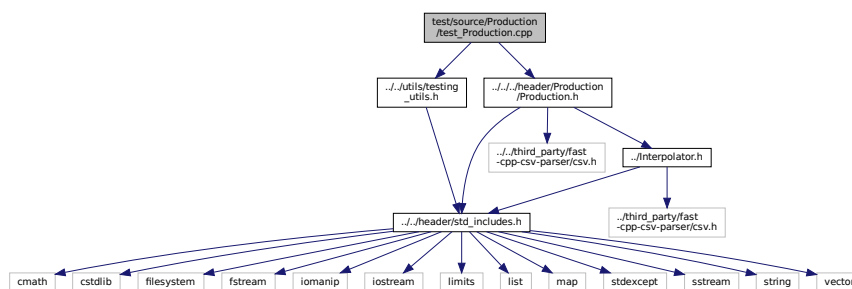 test/source/Production
/test_Production.cpp
../../utils/testing
_utils.h
../../../header/Production
/Production.h
../../third_party/fast
-cpp-csv-parser/csv.h
../Interpolator.h
../third_party/fast
-cpp-csv-parser/csv.h
../../header/std_includes.h
cmath
cstdlib
filesystem
fstream
iomanip
iostream
limits
list
map
stdexcept
sstream
string
vector